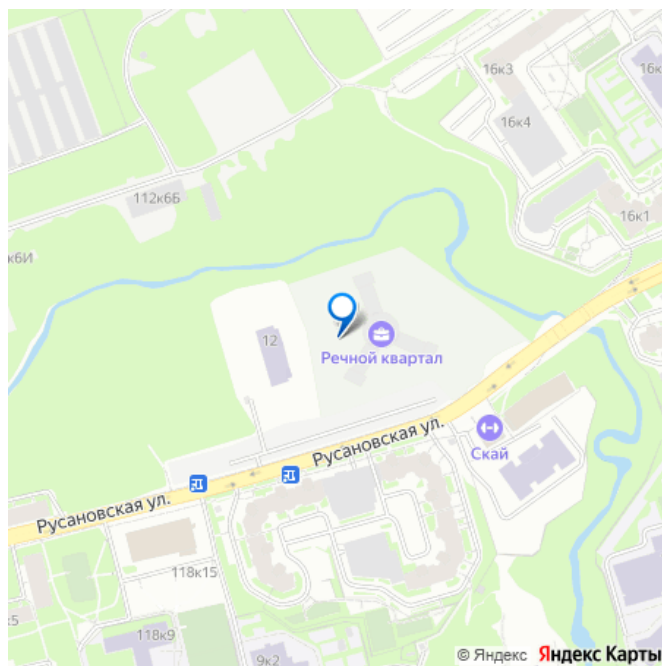 16к3
16к
16к4
112к6Б
16к1
к6И
12
Речной квартал
Русановская ул.
Скай
Русановская ул.
118к15
118к9
9к2
© Яндекс Яндекс Карты